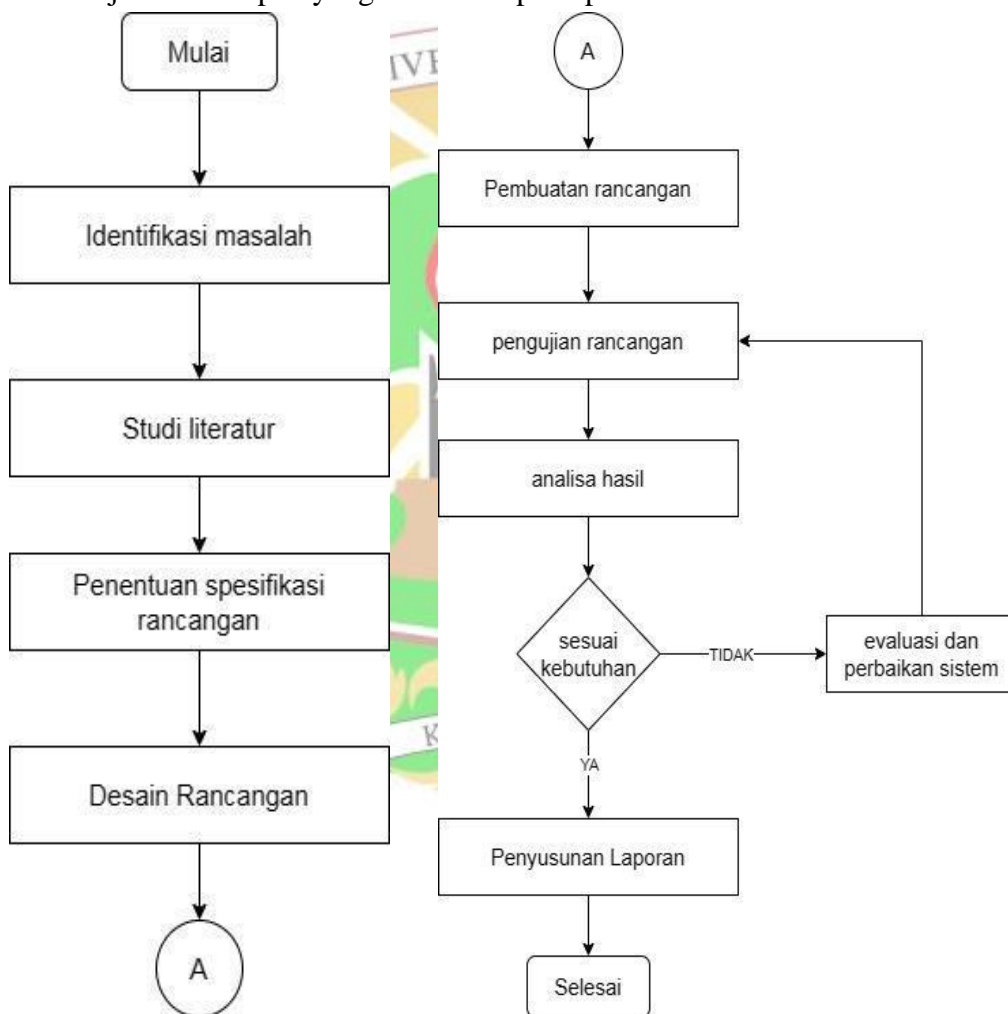 Mulai
Identifikasi masalah
Studi literatur
Penentuan spesifikasi
rancangan
Desain Rancangan
A
A
Pembuatan rancangan
pengujian rancangan
analisa hasil
sesuai
kebutuhan
TIDAK
evaluasi dan
perbaikan sistem
YA
Penyusunan Laporan
Selesai